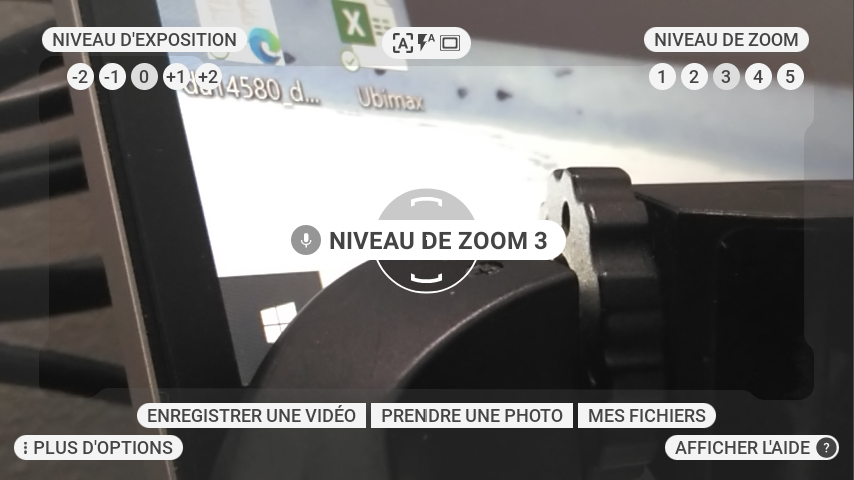 NIVEAU D'EXPOSITION
-2 -1 0 +1 +2
A
A
NIVEAU DE ZOOM
1 2 3 4 5
14580_d...
Ubimax
NIVEAU DE ZOOM 3
ENREGISTRER UNE VIDÉO
PRENDRE UNE PHOTO
MES FICHIERS
PLUS D'OPTIONS
AFFICHER L'AIDE ?